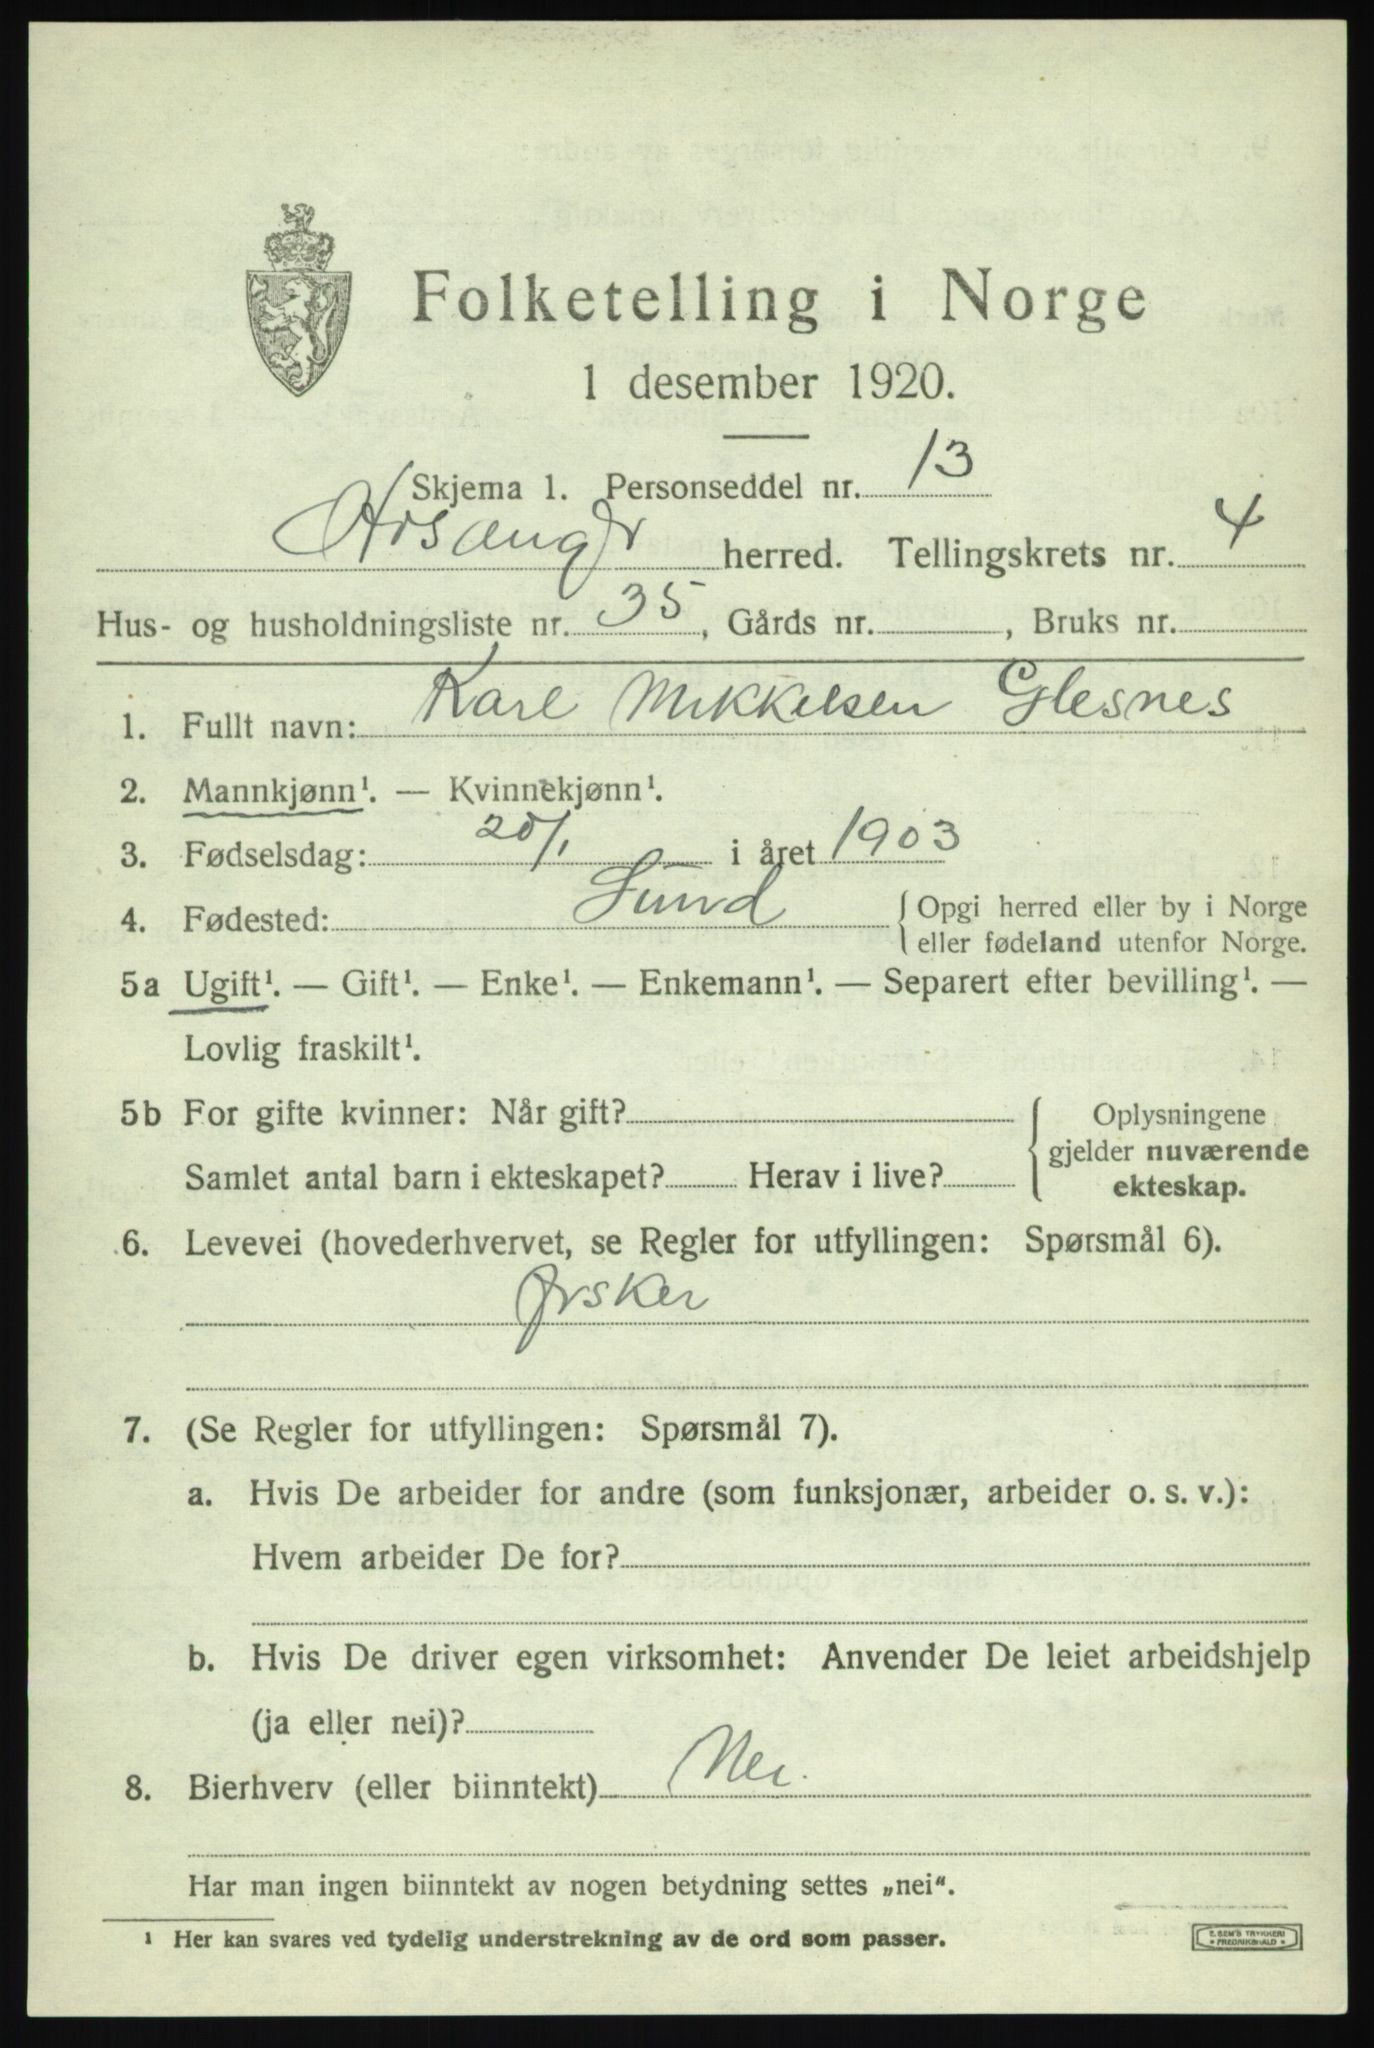 Folketelling i Norge
1 desember 1920.
Skjema 1. Personseddel nr. 13
Hosanger herred. Tellingskrets nr. 4
Hus- og husholdningsliste nr. 35, Gårds nr. , Bruks nr.
1. Fullt navn: Karl Mikkelsen Glesnes
2. Mannkjønn¹. — Kvinnekjønn¹.
3. Fødselsdag: 20/1 i året 1903
4. Fødested: Sund { Opgi herred eller by i Norge
eller fødeland utenfor Norge.
5a Ugift¹. — Gift¹. — Enke¹. — Enkemann¹. — Separert efter bevilling¹. —
Lovlig fraskilt¹.
5b For gifte kvinner: Når gift? { Oplysningene
gjelder nuværende
Samlet antal barn i ekteskapet? Herav i live?
ekteskap.
6. Levevei (hovederhvervet, se Regler for utfyllingen: Spørsmål 6).
7. (Se Regler for utfyllingen: Spørsmål 7).
a. Hvis De arbeider for andre (som funksjonær, arbeider o. s. v.):
Hvem arbeider De for?
b. Hvis De driver egen virksomhet: Anvender De leiet arbeidshjelp
(ja eller nei)?
8. Bierhverv (eller biinntekt) Nei.
Har man ingen biinntekt av nogen betydning settes „nei".
¹ Her kan svares ved tydelig understrekning av de ord som passer.
E. SEM'S TRYKKERI
* FREDRIKSHALD *